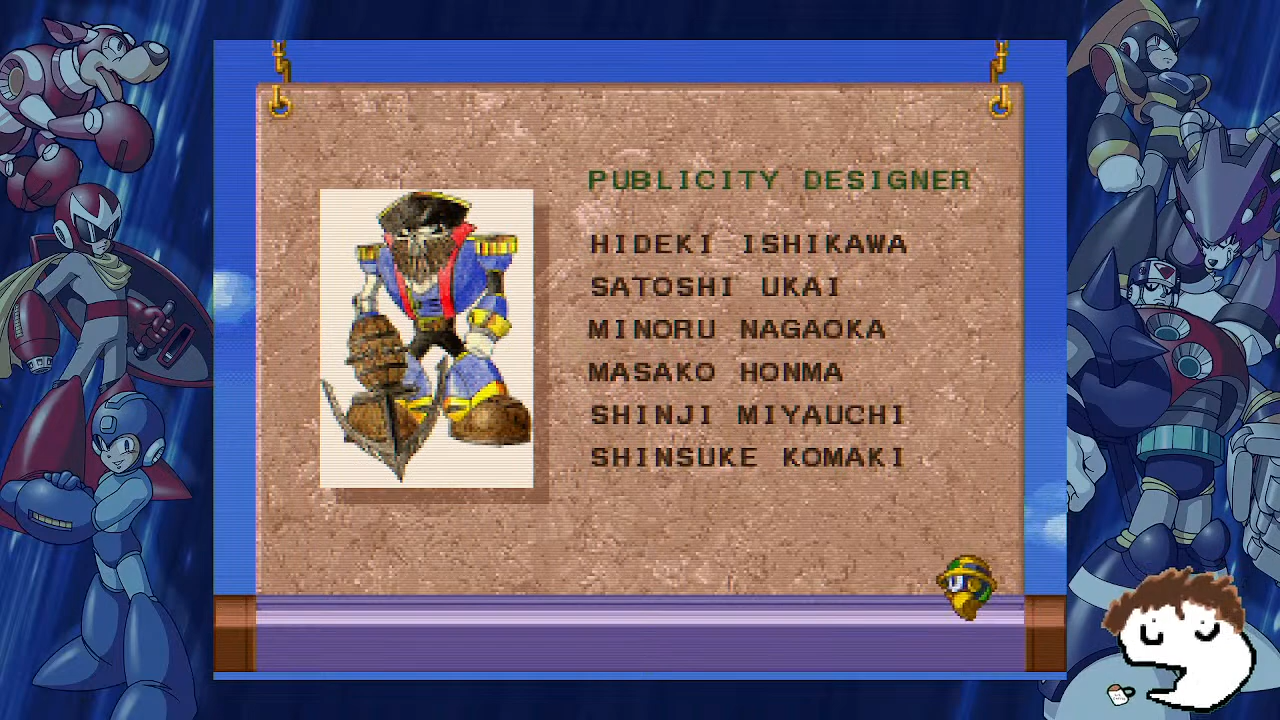 PUBLICITY DESIGNER
HIDEKI ISHIKAWA
SATOSHI UKAI
MINORU NAGAOKA
MASAKO HONMA
SHINJI MIYAUCHI
SHINSUKE KOMAKI